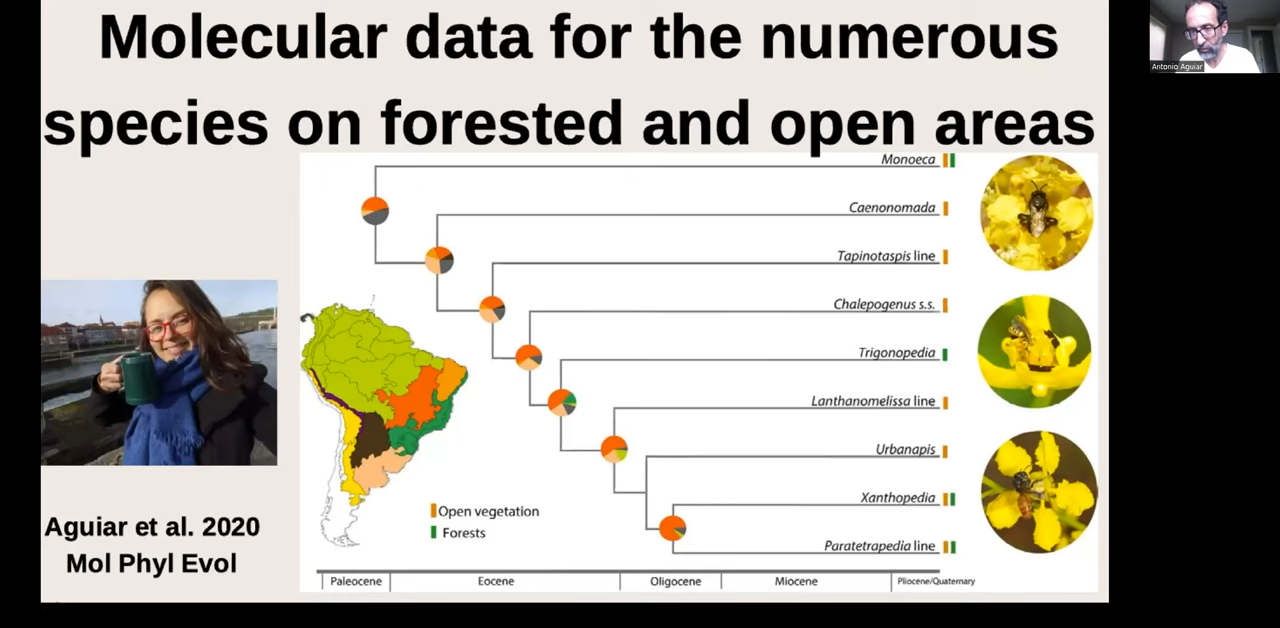 Molecular data for the numerous
species on forested and open areas
Antonio Aguiar
Monoeca
Caenonomada
Tapinotaspis line
Chalepogenus s.s.
Trigonopedia
Lanthanomelissa line
Urbanapis
Xanthopedia
Paratetrapedia line
Open vegetation
Forests
Aguiar et al. 2020
Mol Phyl Evol
Paleocene Eocene Oligocene Miocene Pliocene/Quaternary